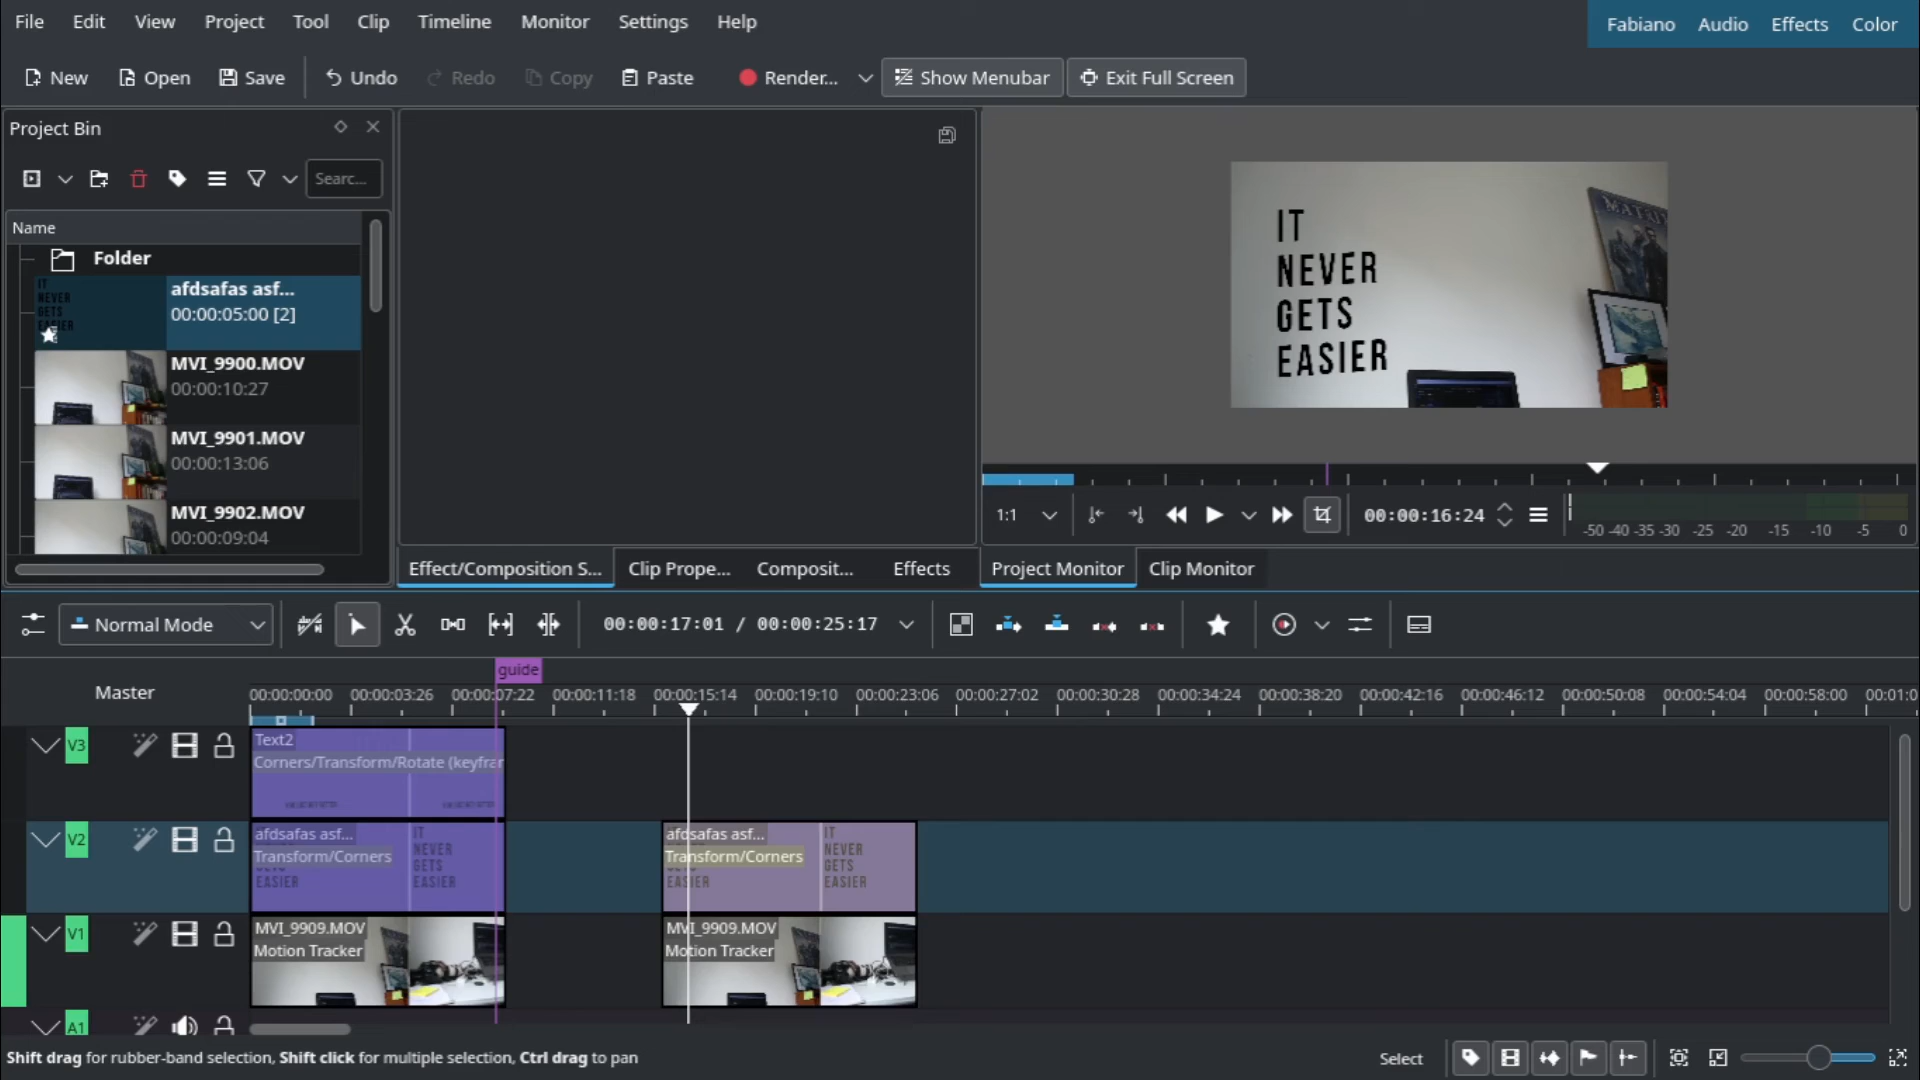 File Edit View Project Tool Clip Timeline Monitor Settings Help
Fabiano Audio Effects Color
New Open Save Undo Redo Copy Paste Render... Show Menubar Exit Full Screen
Project Bin
Searc...
Name
Folder
afdsafas asf...
00:00:05:00 [2]
MVI_9900.MOV
00:00:10:27
MVI_9901.MOV
00:00:13:06
MVI_9902.MOV
00:00:09:04
IT
NEVER
GETS
EASIER
IT
NEVER
GETS
EASIER
MATRIX
1:1
00:00:16:24
-50 -40 -35 -30 -25 -20 -15 -10 -5 0
Effect/Composition S... Clip Prope... Composit... Effects Project Monitor Clip Monitor
Normal Mode
00:00:17:01 / 00:00:25:17
guide
Master
00:00:00:00 00:00:03:26 00:00:07:22 00:00:11:18 00:00:15:14 00:00:19:10 00:00:23:06 00:00:27:02 00:00:30:28 00:00:34:24 00:00:38:20 00:00:42:16 00:00:46:12 00:00:50:08 00:00:54:04 00:00:58:00 00:01:0
V3
Text2
Corners/Transform/Rotate (keyfrar
V2
afdsafas asf...
Transform/Corners
EASIER
IT
NEVER
GETS
EASIER
afdsafas asf...
Transform/Corners
EASIER
IT
NEVER
GETS
EASIER
V1
MVI_9909.MOV
Motion Tracker
MVI_9909.MOV
Motion Tracker
A1
Shift drag for rubber-band selection, Shift click for multiple selection, Ctrl drag to pan
Select